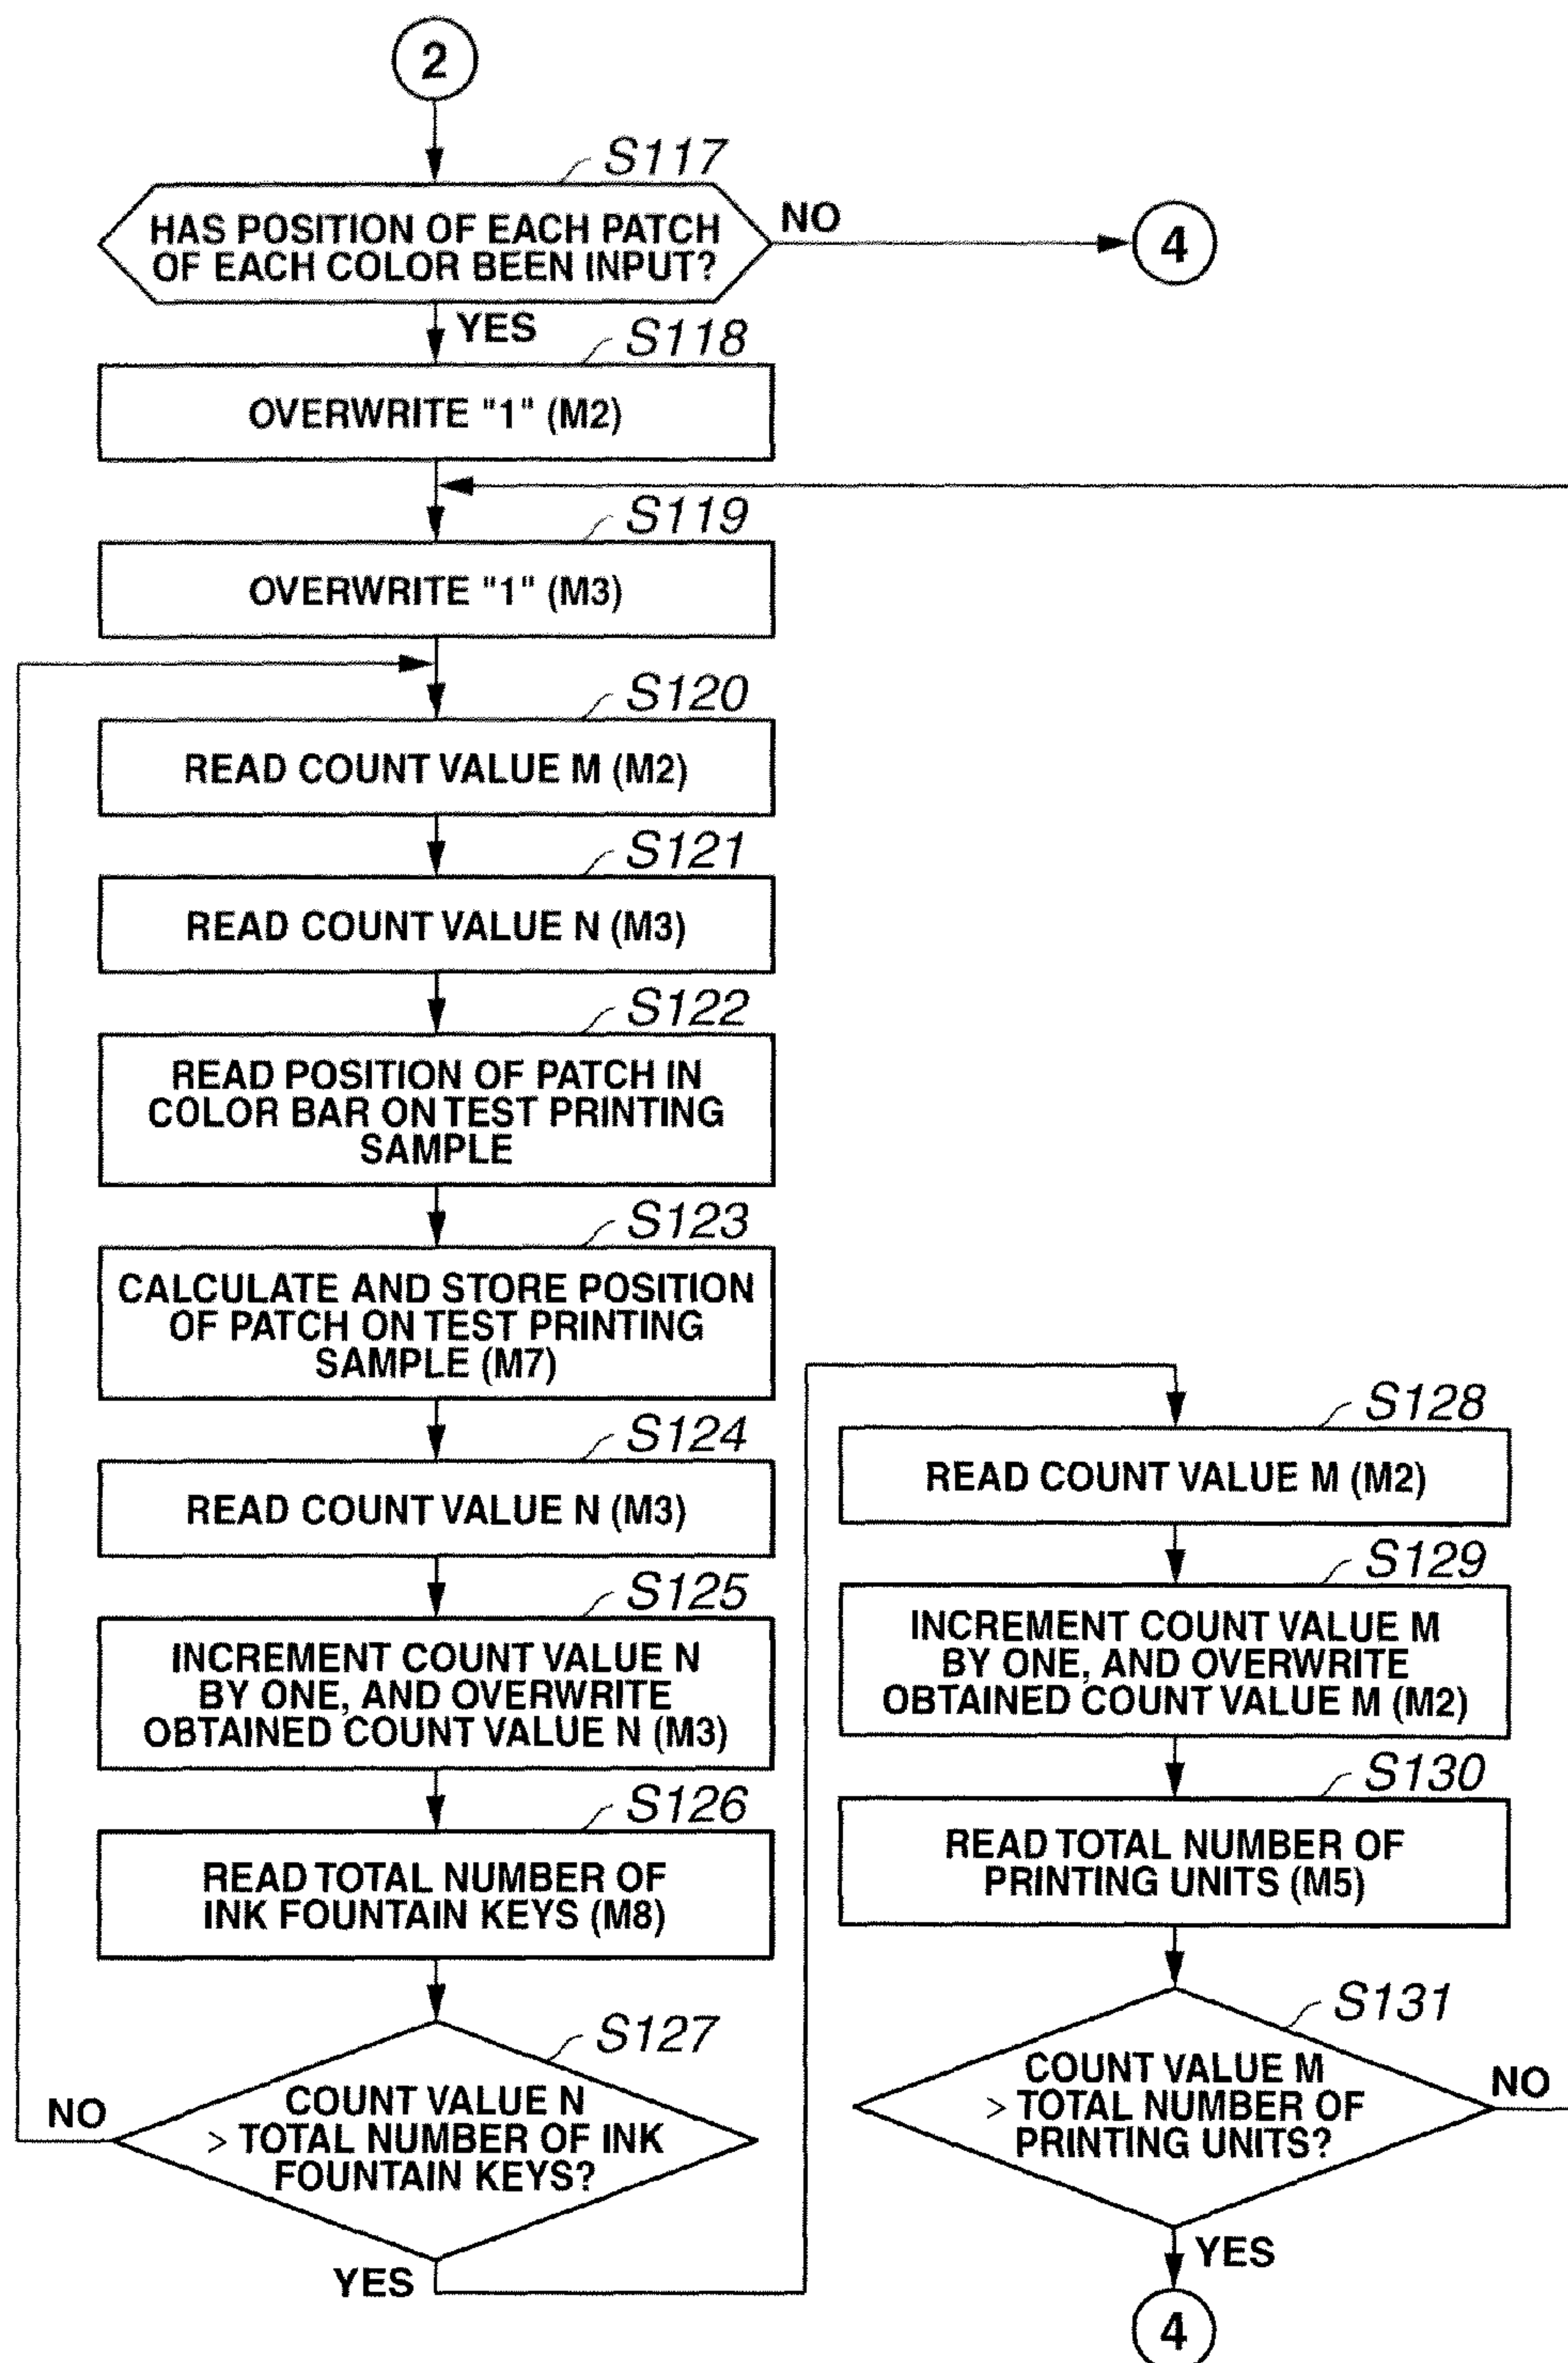 2
S117
HAS POSITION OF EACH PATCH
OF EACH COLOR BEEN INPUT?
NO
4
YES
S118
OVERWRITE "1" (M2)
S119
OVERWRITE "1" (M3)
S120
READ COUNT VALUE M (M2)
S121
READ COUNT VALUE N (M3)
S122
READ POSITION OF PATCH IN
COLOR BAR ON TEST PRINTING
SAMPLE
S123
CALCULATE AND STORE POSITION
OF PATCH ON TEST PRINTING
SAMPLE (M7)
S124
READ COUNT VALUE N (M3)
S125
INCREMENT COUNT VALUE N
BY ONE, AND OVERWRITE
OBTAINED COUNT VALUE N (M3)
S126
READ TOTAL NUMBER OF
INK FOUNTAIN KEYS (M8)
S127
COUNT VALUE N
> TOTAL NUMBER OF INK
FOUNTAIN KEYS?
NO
YES
S128
READ COUNT VALUE M (M2)
S129
INCREMENT COUNT VALUE M
BY ONE, AND OVERWRITE
OBTAINED COUNT VALUE M (M2)
S130
READ TOTAL NUMBER OF
PRINTING UNITS (M5)
S131
COUNT VALUE M
> TOTAL NUMBER OF
PRINTING UNITS?
NO
YES
4